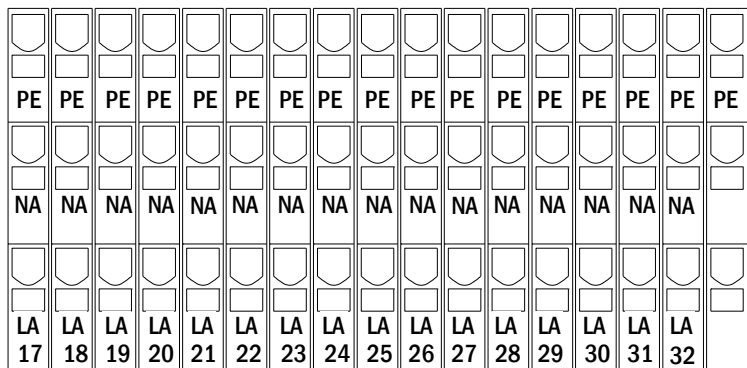 PE PE PE PE PE PE PE PE PE PE PE PE PE PE PE PE PE
NA NA NA NA NA NA NA NA NA NA NA NA NA NA NA NA
LA LA LA LA LA LA LA LA LA LA LA LA LA LA LA LA
17 18 19 20 21 22 23 24 25 26 27 28 29 30 31 32